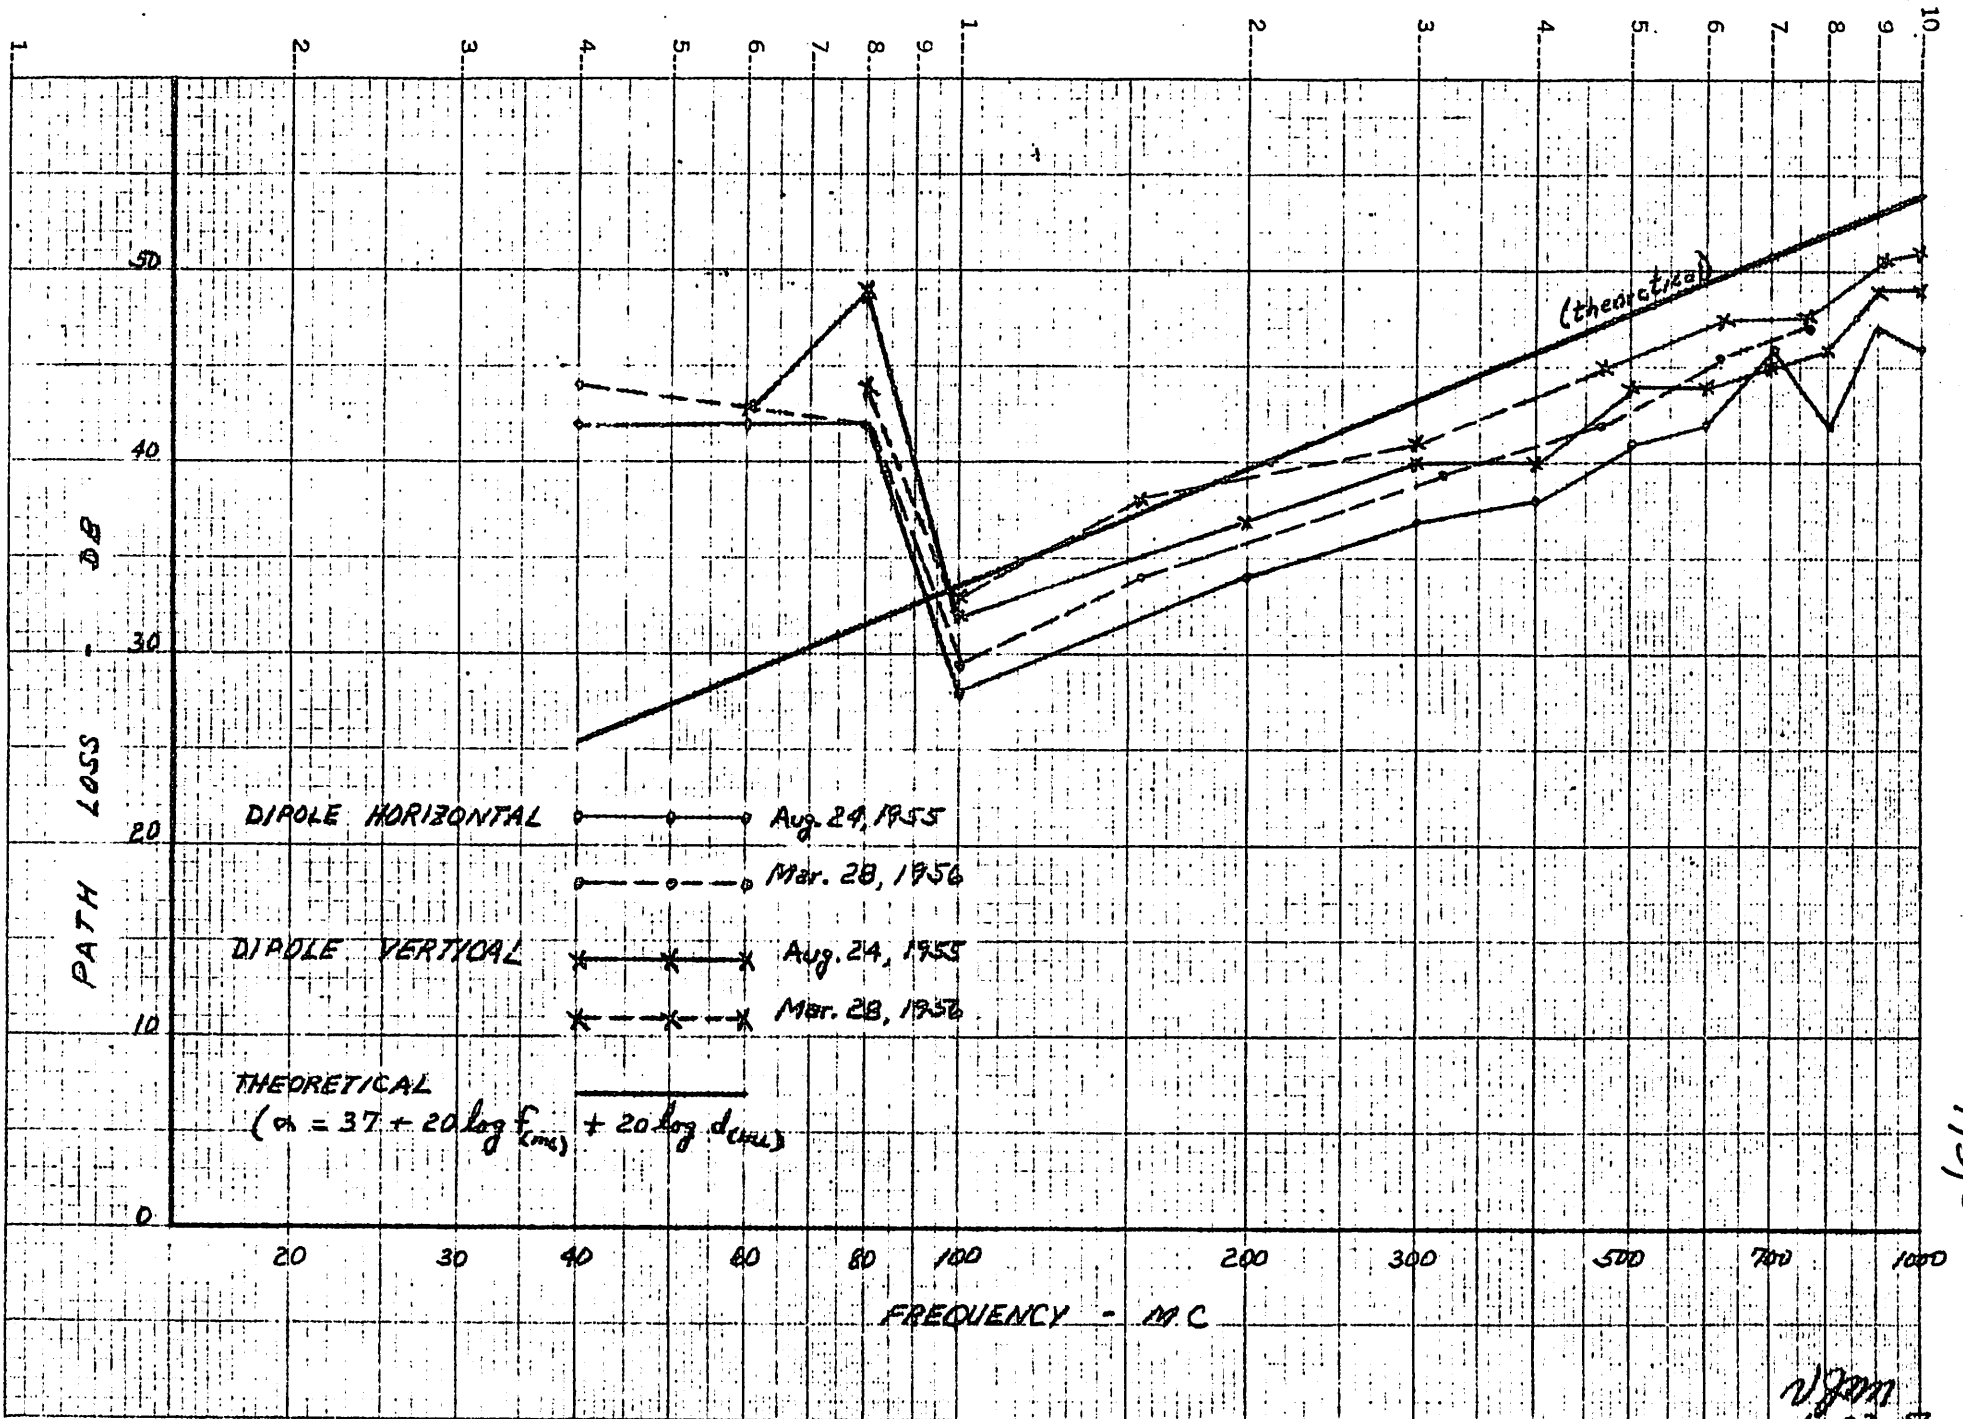 1 2 3 4 5 6 7 8 9 1 2 3 4 5 6 7 8 9 10
50
(theoretical)
40
30
20
10
0
PATH LOSS - DB
DIPOLE HORIZONTAL Aug. 24, 1955
Mar. 28, 1956
DIPOLE VERTICAL Aug. 24, 1955
Mar. 28, 1956
THEORETICAL
(α = 37 + 20 log f(mc) + 20 log d
20 30 40 60 80 100 200 300 500 700 1000
FREQUENCY - MC